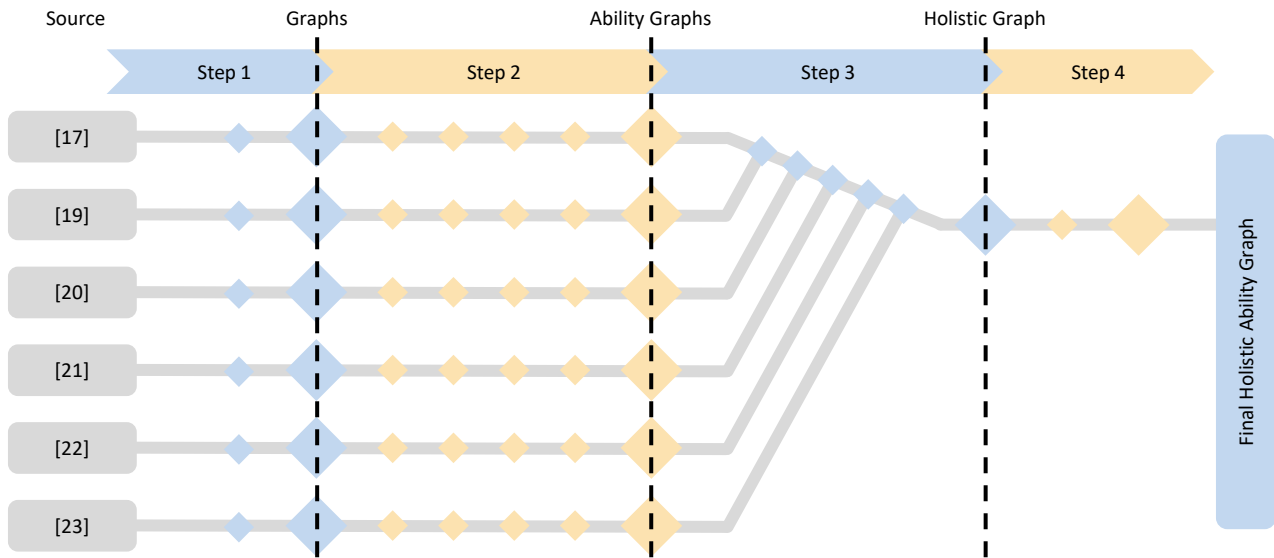 Source
Graphs
Ability Graphs
Holistic Graph
Step 1
Step 2
Step 3
Step 4
[17]
[19]
[20]
[21]
[22]
[23]
Final Holistic Ability Graph